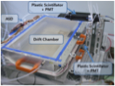 Plastic Scintillator
+ PMT
Drift Chamber
Plastic Scintillator
+ PMT